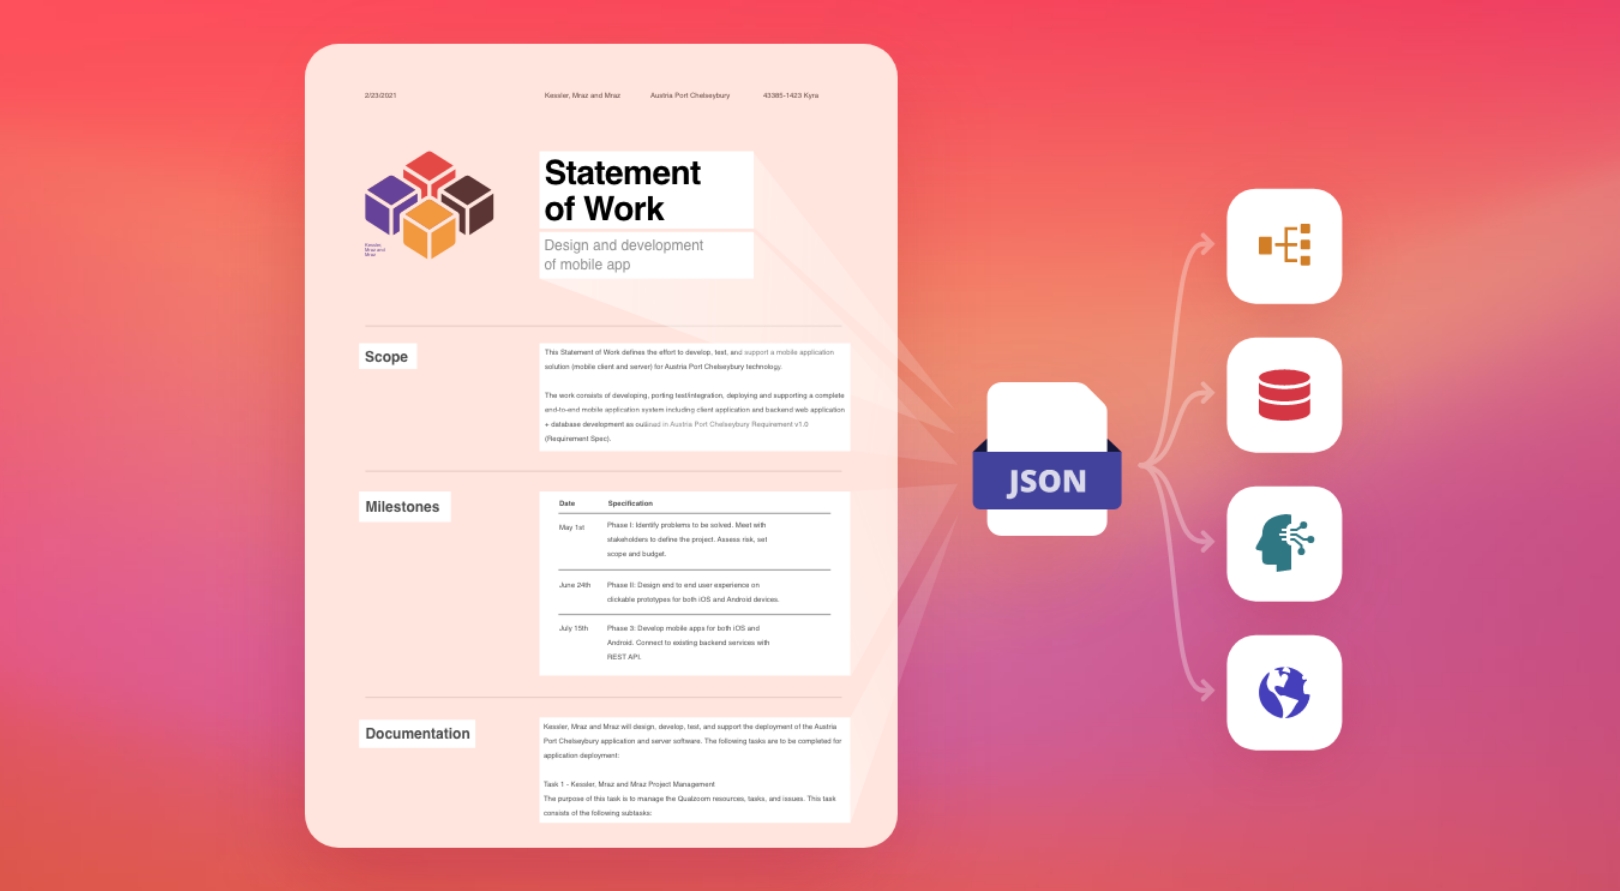 2/23/2021
Kessler, Mraz and Mraz
Austria Port Chelseybury
43385-1423 Kyra
Kessler,
Mraz and
Mraz
Statement
of Work
Design and development
of mobile app
Scope
This Statement of Work defines the effort to develop, test, and support a mobile application
solution (mobile client and server) for Austria Port Chelseybury technology.
The work consists of developing, porting test/integration, deploying and supporting a complete
end-to-end mobile application system including client application and backend web application
+ database development as outlined in Austria Port Chelseybury Requirement v1.0
(Requirement Spec).
Milestones
Date Specification
May 1st Phase I: Identify problems to be solved. Meet with
stakeholders to define the project. Assess risk, set
scope and budget.
June 24th Phase II: Design end to end user experience on
clickable prototypes for both iOS and Android devices.
July 15th Phase 3: Develop mobile apps for both iOS and
Android. Connect to existing backend services with
REST API.
Documentation
Kessler, Mraz and Mraz will design, develop, test, and support the deployment of the Austria
Port Chelseybury application and server software. The following tasks are to be completed for
application deployment:
Task 1 - Kessler, Mraz and Mraz Project Management
The purpose of this task is to manage the Qualzoom resources, tasks, and issues. This task
consists of the following subtasks:
JSON